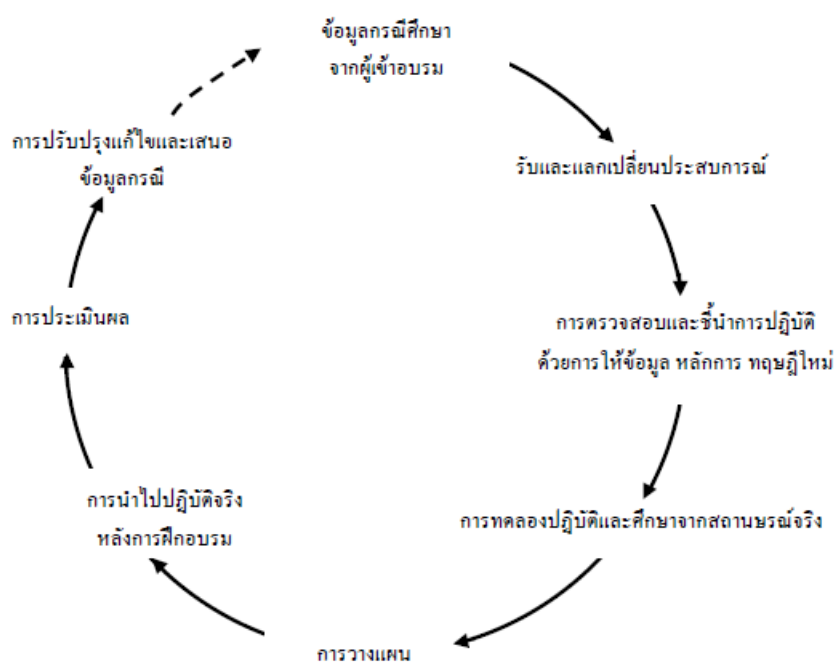 ข้อมูลกรณีศึกษา
จากผู้เข้าอบรม
รับและแลกเปลี่ยนประสบการณ์
การตรวจสอบและชี้นำการปฏิบัติ
ด้วยการให้ข้อมูล หลักการ ทฤษฎีใหม่
การทดลองปฏิบัติและศึกษาจากสถานษรณ์จริง
การวางแผน
การนำไปปฏิบัติจริง
หลังการฝึกอบรม
การประเมินผล
การปรับปรุงแก้ไขและเสนอ
ข้อมูลกรณี